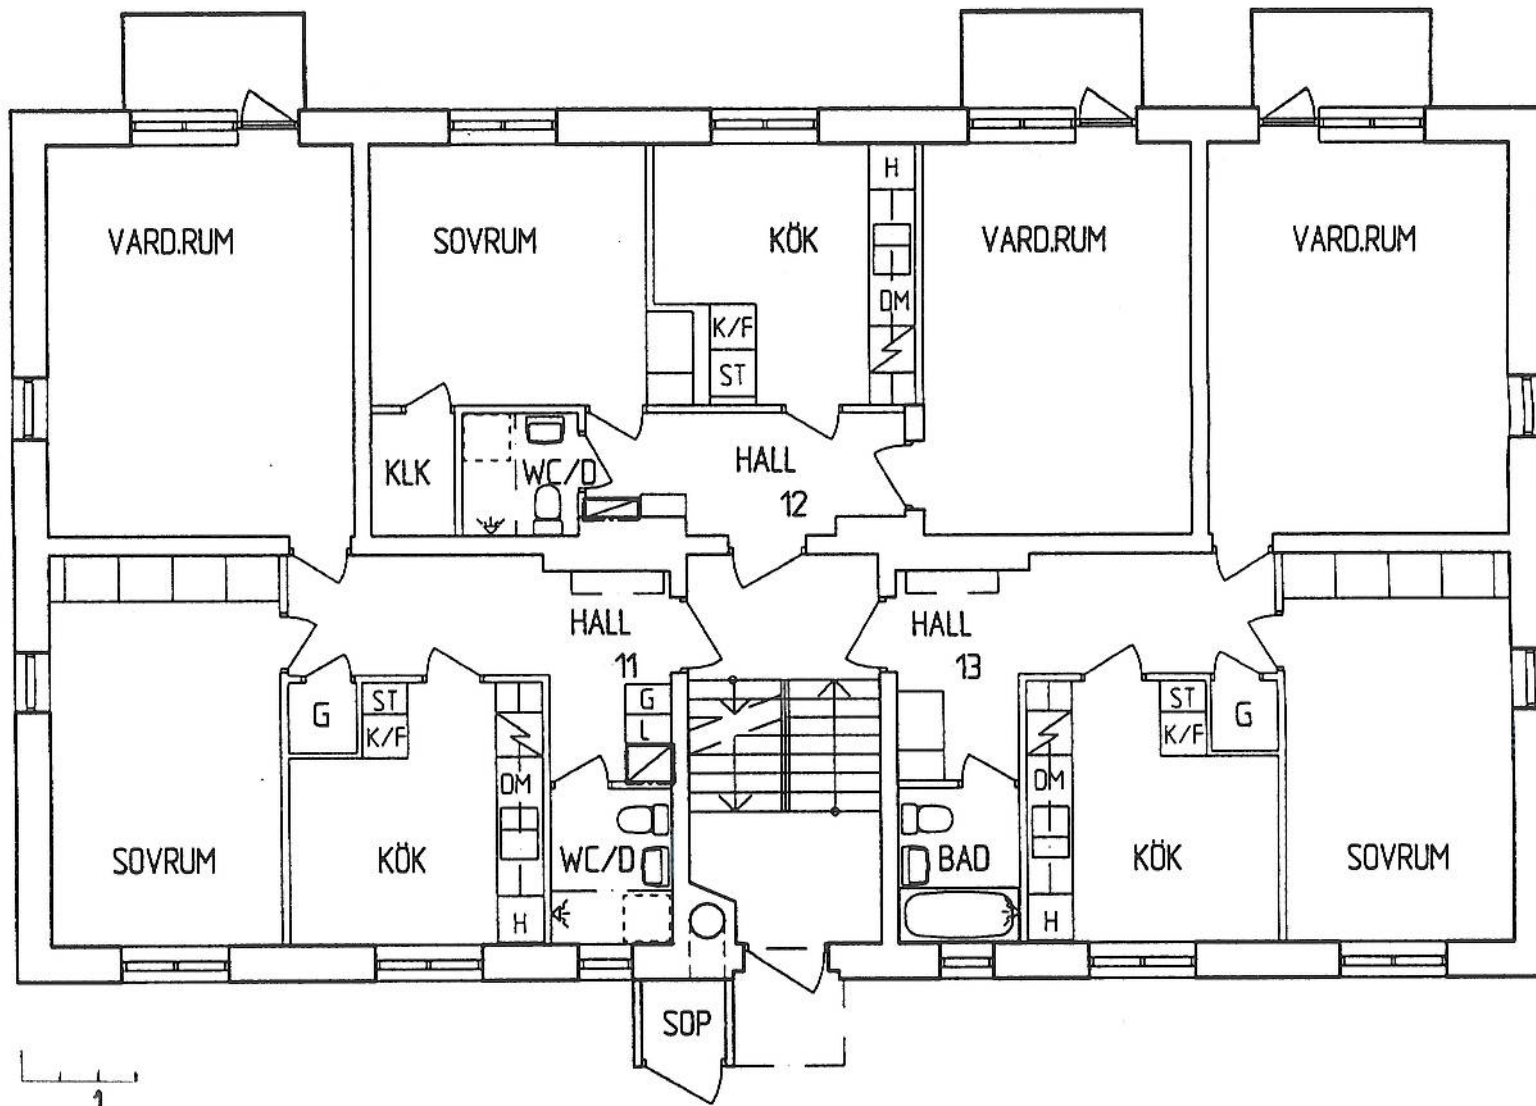 VARD.RUM
SOVRUM
KÖK
H
DM
VARD.RUM
VARD.RUM
K/F
ST
KLK
WC/D
HALL
12
HALL
11
HALL
13
G
ST
K/F
DM
H
G
L
SOVRUM
KÖK
WC/D
BAD
DM
H
ST
K/F
G
KÖK
SOVRUM
SOP
1